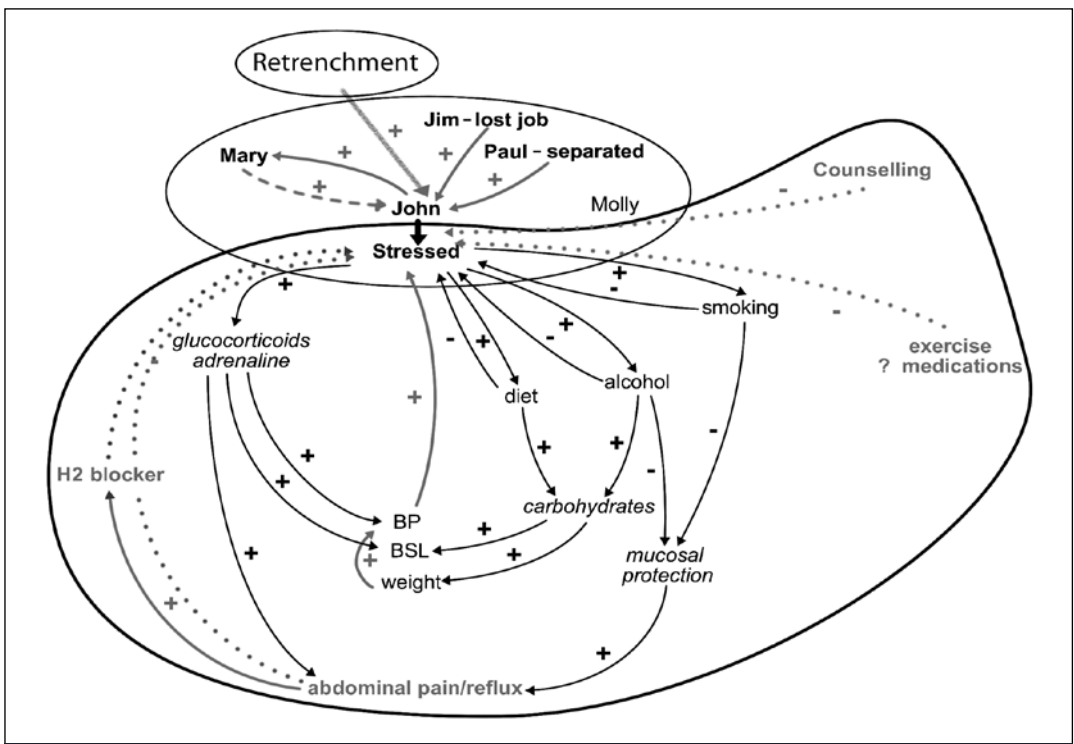 Retrenchment
Jim – lost job
Mary
Paul – separated
Counselling
John
Molly
Stressed
smoking
glucocorticoids
adrenaline
exercise
? medications
diet
alcohol
H2 blocker
carbohydrates
BP
BSL
mucosal
protection
weight
abdominal pain/reflux